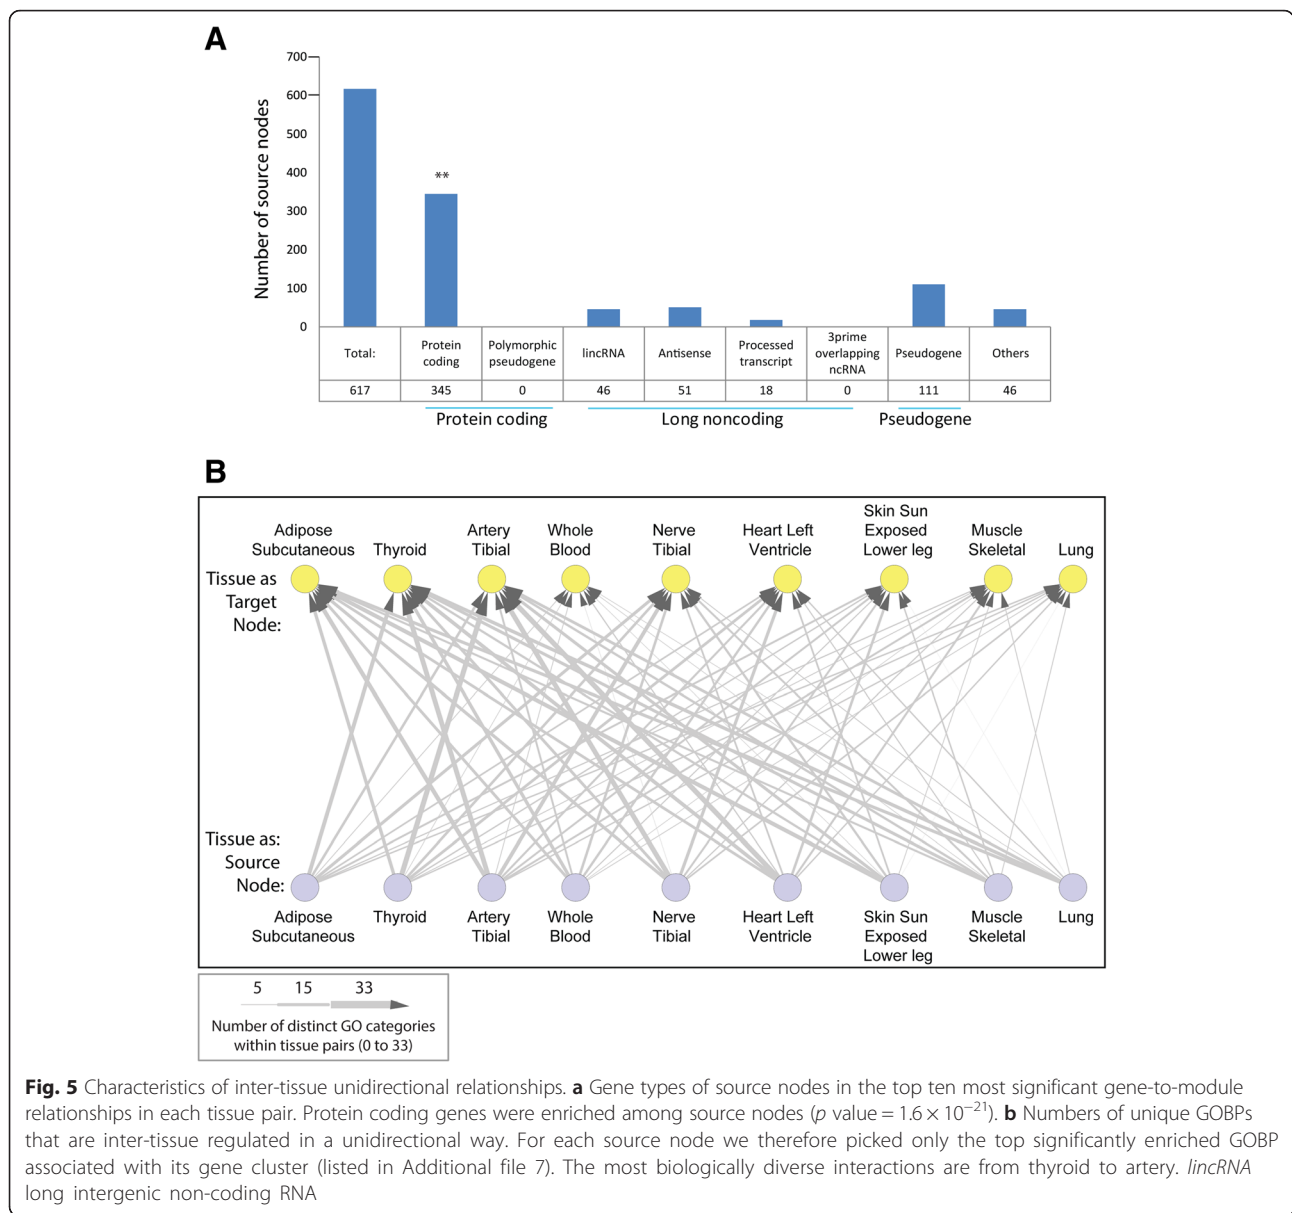 A
Number of source nodes
700
600
500
400
300
200
100
0
Total:
Protein coding
Polymorphic pseudogene
lincRNA
Antisense
Processed transcript
3prime overlapping ncRNA
Pseudogene
Others
**
617
345
0
46
51
18
0
111
46
Protein coding
Long noncoding
Pseudogene
B
Adipose Subcutaneous
Thyroid
Artery Tibial
Whole Blood
Nerve Tibial
Heart Left Ventricle
Skin Sun Exposed Lower leg
Muscle Skeletal
Lung
Tissue as
Target
Node:
Tissue as:
Source
Node:
Adipose Subcutaneous
Thyroid
Artery Tibial
Whole Blood
Nerve Tibial
Heart Left Ventricle
Skin Sun Exposed Lower leg
Muscle Skeletal
Lung
5 15 33
Number of distinct GO categories
within tissue pairs (0 to 33)
Fig. 5 Characteristics of inter-tissue unidirectional relationships. a Gene types of source nodes in the top ten most significant gene-to-module
relationships in each tissue pair. Protein coding genes were enriched among source nodes (p value = 1.6 × 10⁻²¹). b Numbers of unique GOBPs
that are inter-tissue regulated in a unidirectional way. For each source node we therefore picked only the top significantly enriched GOBP
associated with its gene cluster (listed in Additional file 7). The most biologically diverse interactions are from thyroid to artery. lincRNA
long intergenic non-coding RNA